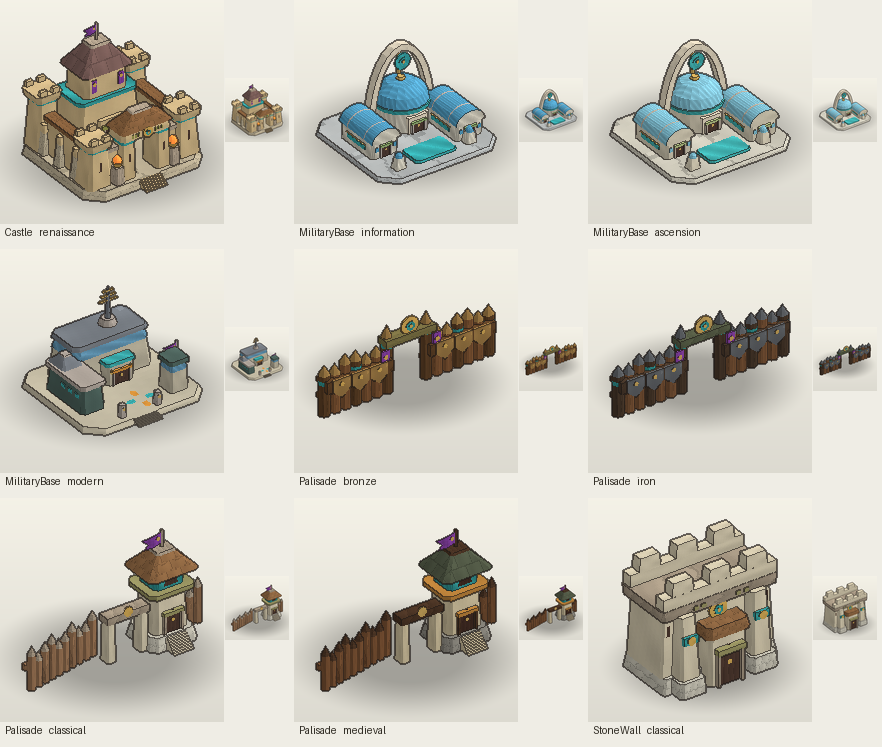 Castle renaissance
MilitaryBase information
MilitaryBase ascension
MilitaryBase modern
Palisade bronze
Palisade iron
Palisade classical
Palisade medieval
StoneWall classical